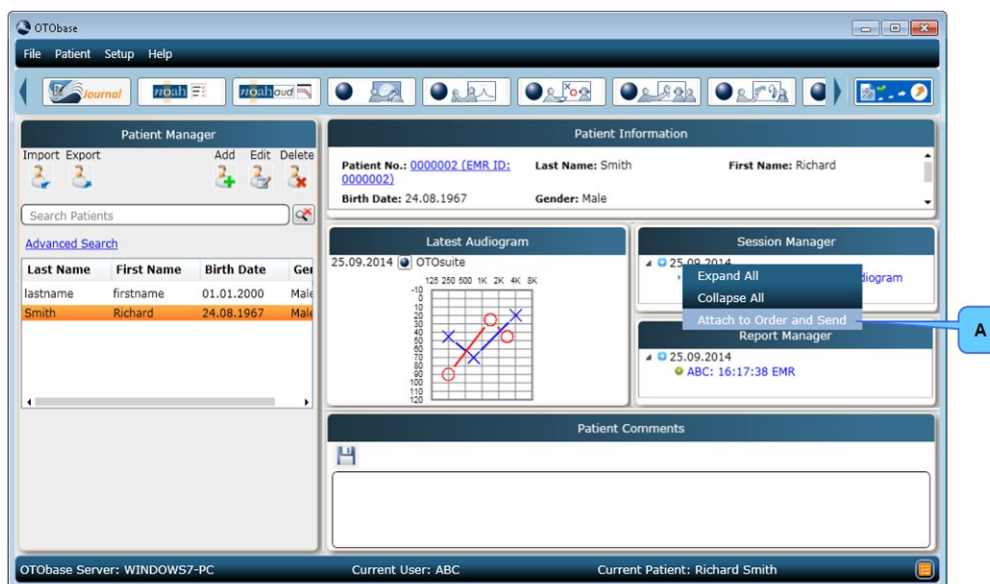 OTObase
File Patient Setup Help
Journal noah noah aud
Patient Manager
Import Export Add Edit Delete
Search Patients
Advanced Search
Last Name First Name Birth Date Ger
lastname firstname 01.01.2000 Male
Smith Richard 24.08.1967 Male
Patient Information
Patient No.: 0000002 (EMR ID: 0000002) Last Name: Smith First Name: Richard
Birth Date: 24.08.1967 Gender: Male
Latest Audiogram
25.09.2014 OTOsuite
125 250 500 1K 2K 4K 8K
-10
0
10
20
30
40
50
60
70
80
90
100
110
120
Session Manager
25.09.2014
diogram
Expand All
Collapse All
Attach to Order and Send
A
Report Manager
25.09.2014
ABC: 16:17:38 EMR
Patient Comments
OTObase Server: WINDOWS7-PC Current User: ABC Current Patient: Richard Smith